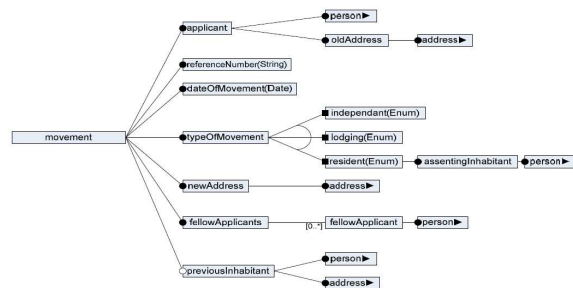 person
applicant
oldAddress
address
referenceNumber(String)
dateOfMovement(Date)
independant(Enum)
movement
typeOfMovement
lodging(Enum)
resident(Enum)
assentingInhabitant
person
newAddress
address
fellowApplicants
[0..*]
fellowApplicant
person
person
previousInhabitant
address